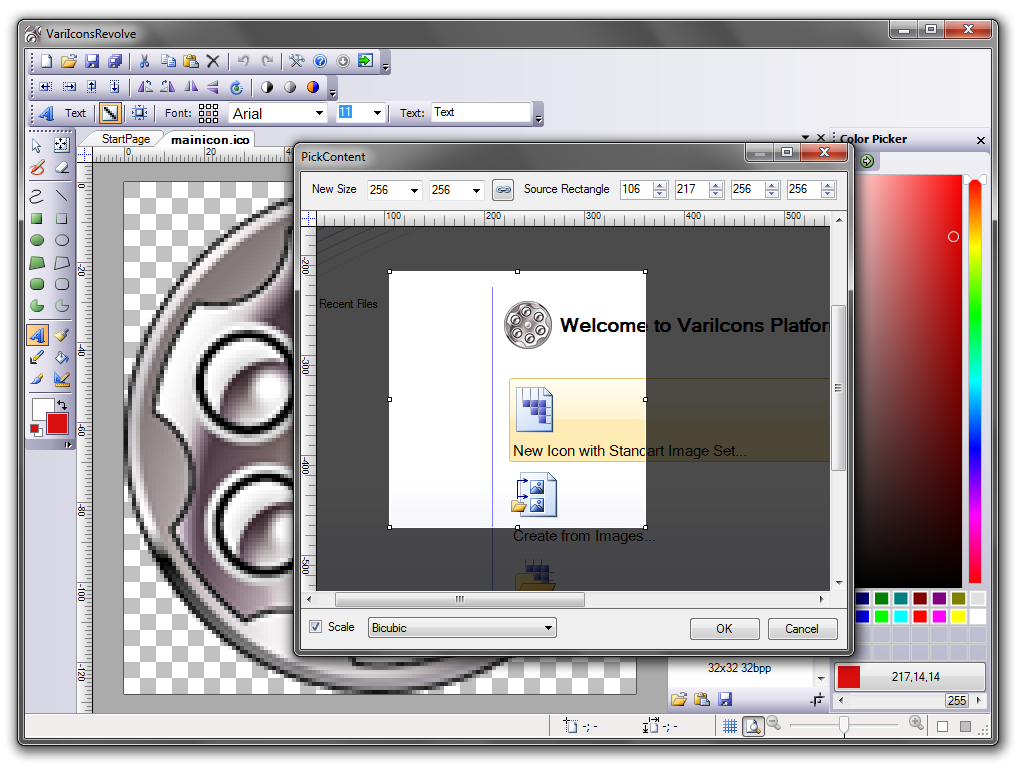 VariIconsRevolve
Text Font: Arial 11 Text: Text
StartPage mainicon.ico
Color Picker
0 20 40
0
-20
-40
-60
-80
-100
-120
PickContent
New Size 256 256 Source Rectangle 106 217 256 256
100 200 300 400 500
-200
-300
-400
-500
Recent Files
Welcome to VariIcons Platfor
New Icon with Standart Image Set...
Create from Images...
Scale Bicubic OK Cancel
32x32 32bpp
217,14,14
255
-;- -;-